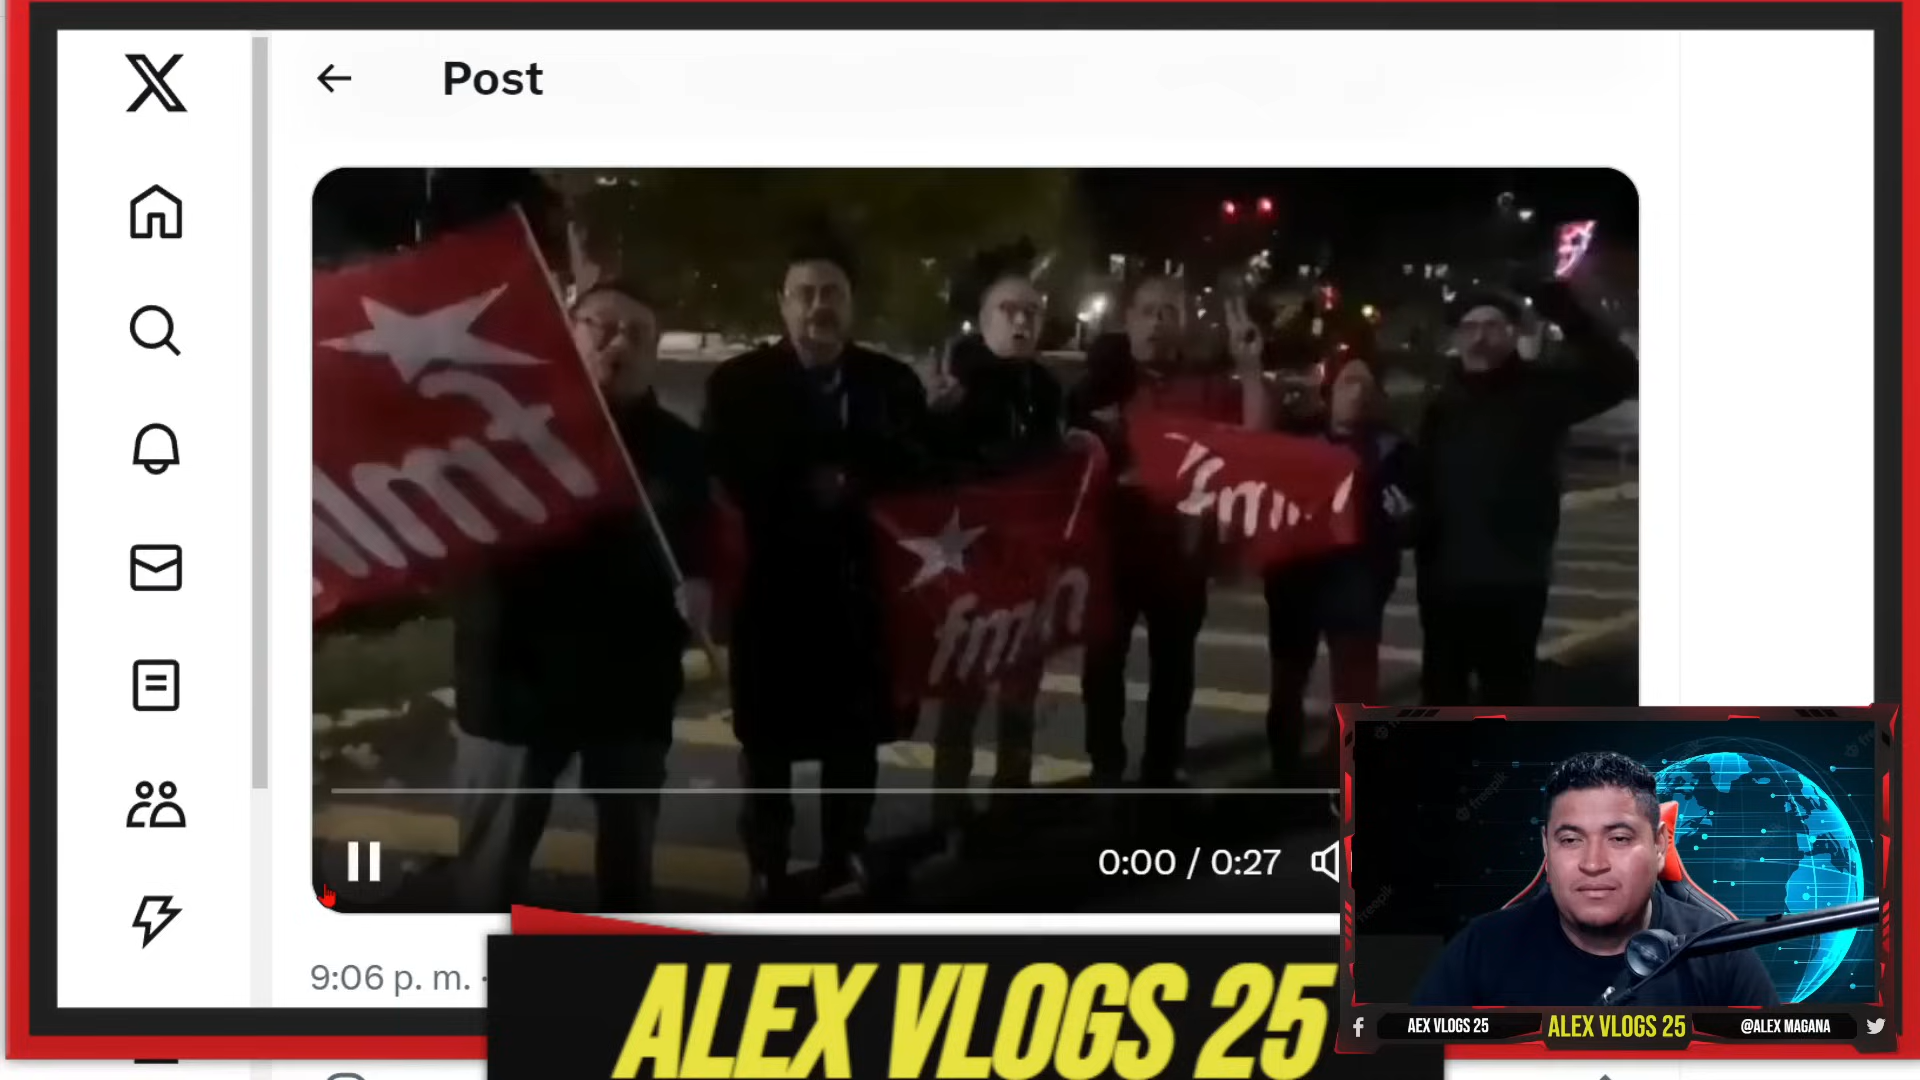 Post
fmln
fmln
fmln
0:00 / 0:27
9:06 p. m. ·
ALEX VLOGS 25
AEX VLOGS 25
ALEX VLOGS 25
@ALEX MAGANA